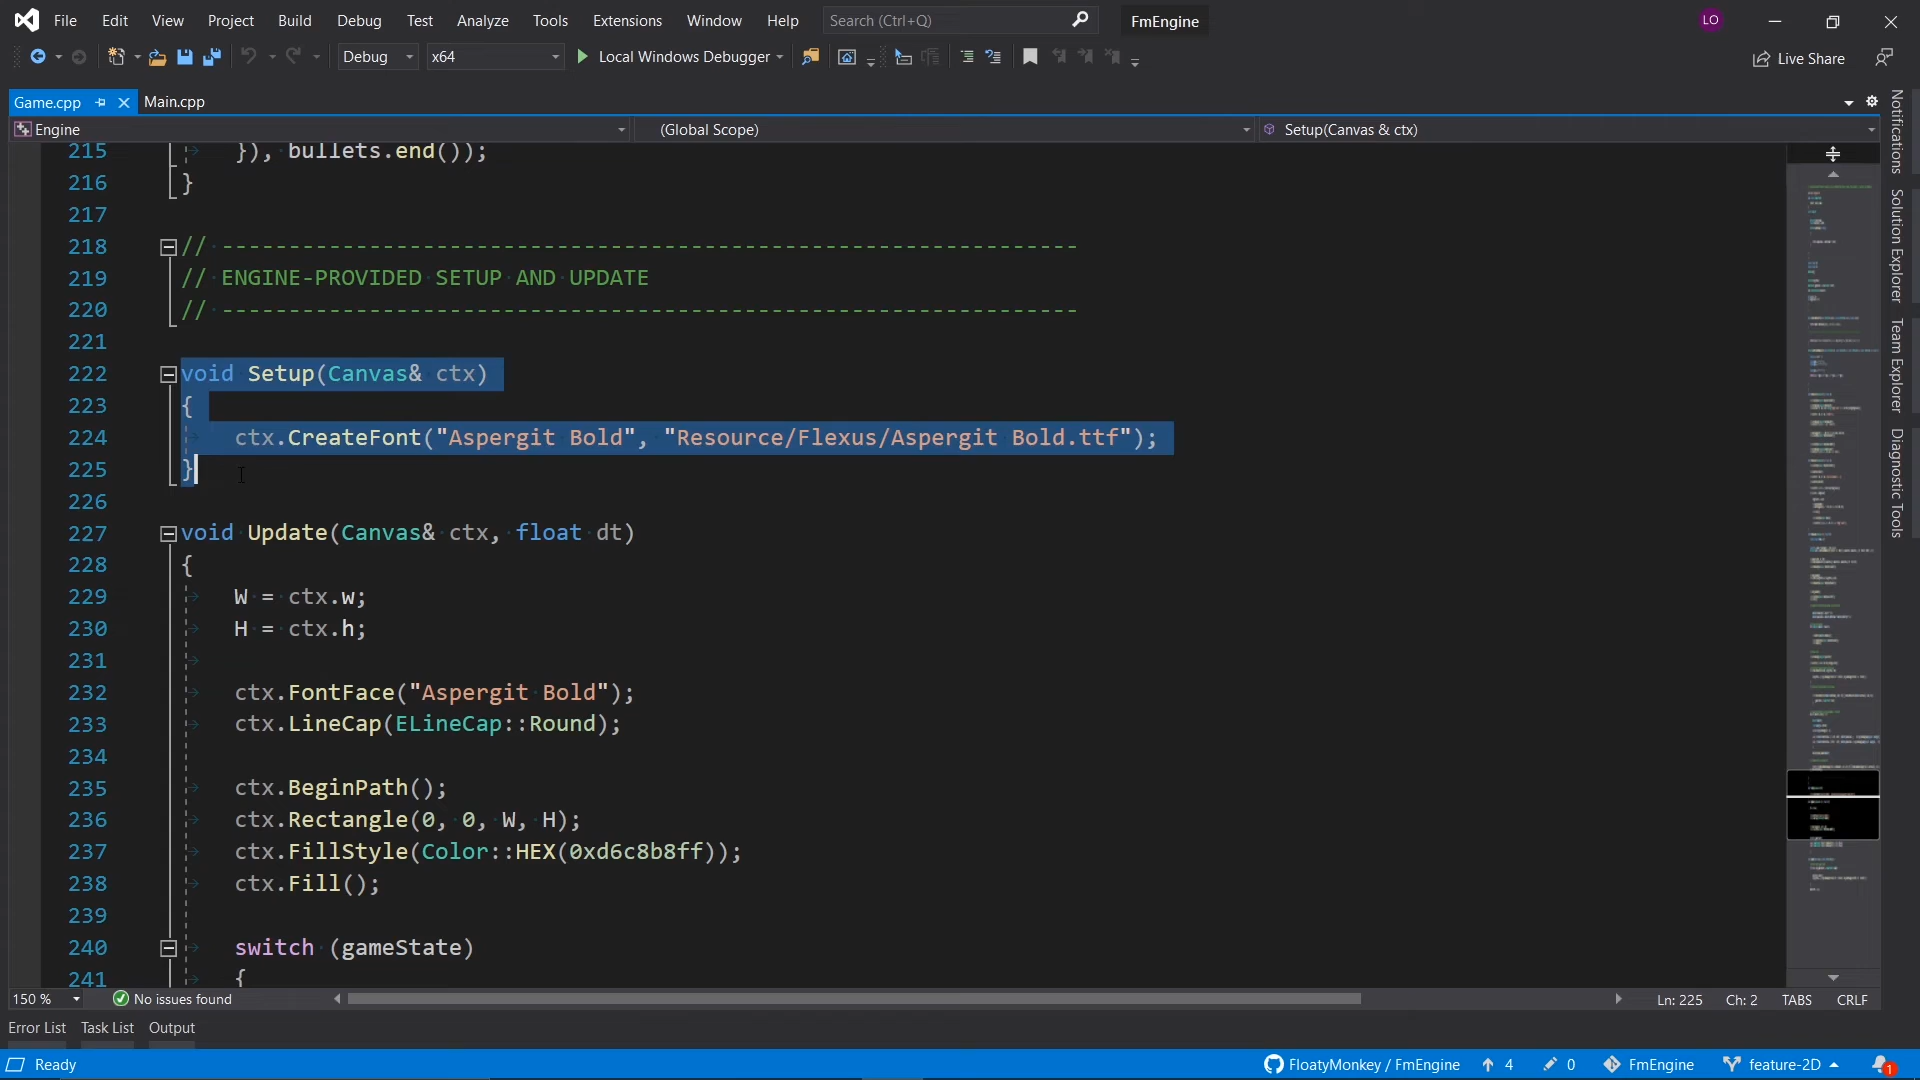 File Edit View Project Build Debug Test Analyze Tools Extensions Window Help Search (Ctrl+Q) FmEngine LO
Debug x64 Local Windows Debugger Live Share
Game.cpp Main.cpp
Engine (Global Scope) Setup(Canvas & ctx)
215 }), bullets.end());
216 }
217
218 // ----------------------------------------------------------------
219 // ENGINE-PROVIDED SETUP AND UPDATE
220 // ----------------------------------------------------------------
221
222 void Setup(Canvas& ctx)
223 {
224 ctx.CreateFont("Aspergit Bold", "Resource/Flexus/Aspergit Bold.ttf");
225 }
226
227 void Update(Canvas& ctx, float dt)
228 {
229 W = ctx.w;
230 H = ctx.h;
231
232 ctx.FontFace("Aspergit Bold");
233 ctx.LineCap(ELineCap::Round);
234
235 ctx.BeginPath();
236 ctx.Rectangle(0, 0, W, H);
237 ctx.FillStyle(Color::HEX(0xd6c8b8ff));
238 ctx.Fill();
239
240 switch (gameState)
241 {
Notifications
Solution Explorer
Team Explorer
Diagnostic Tools
150 % No issues found Ln: 225 Ch: 2 TABS CRLF
Error List Task List Output
Ready FloatyMonkey / FmEngine 4 0 FmEngine feature-2D 1